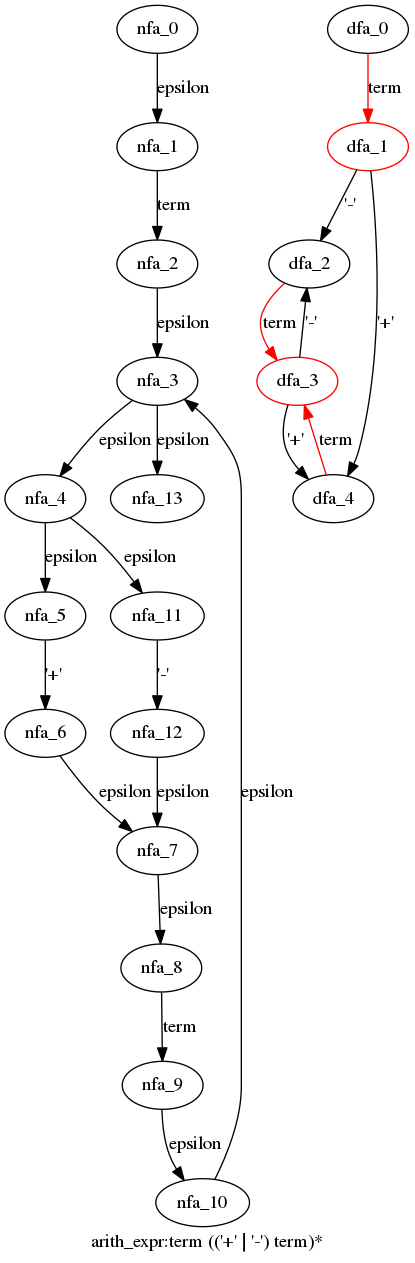 nfa_0
dfa_0
epsilon
term
nfa_1
dfa_1
term
'-'
nfa_2
dfa_2
epsilon
term
'-'
'+'
nfa_3
dfa_3
epsilon
epsilon
'+'
term
nfa_4
nfa_13
dfa_4
epsilon
epsilon
nfa_5
nfa_11
'+'
'-'
nfa_6
nfa_12
epsilon
epsilon
epsilon
nfa_7
epsilon
nfa_8
term
nfa_9
epsilon
nfa_10
arith_expr:term (('+' | '-') term)*